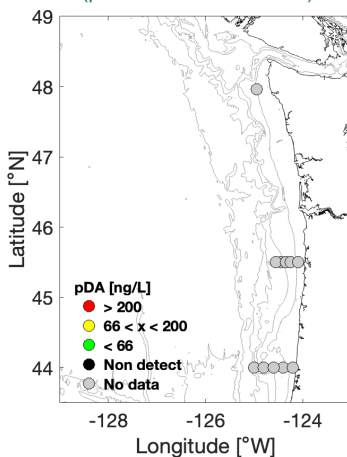 49
48
47
46
45
44
Latitude [°N]
pDA [ng/L]
> 200
66 < x < 200
< 66
Non detect
No data
-128
-126
-124
Longitude [°W]